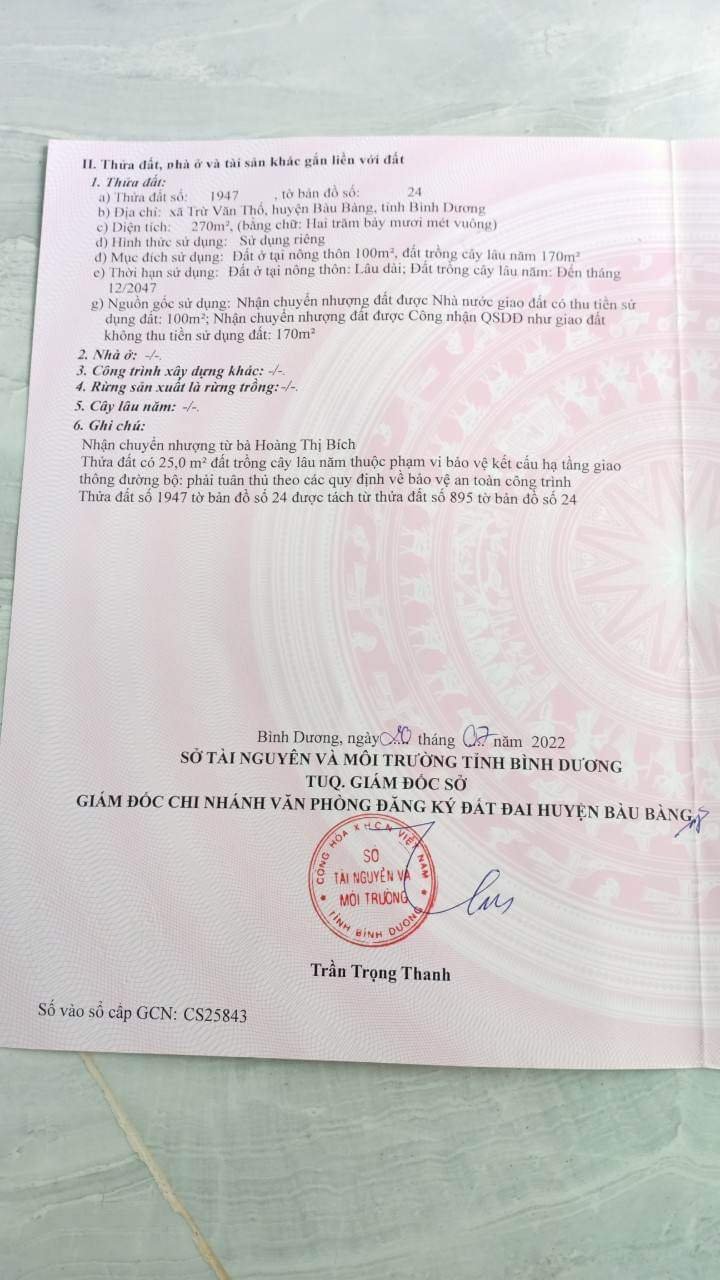 II. Thửa đất, nhà ở và tài sản khác gắn liền với đất
1. Thửa đất:
a) Thửa đất số: 1947 , tờ bản đồ số: 24
b) Địa chỉ: xã Trừ Văn Thố, huyện Bàu Bàng, tỉnh Bình Dương
c) Diện tích: 270m², (bằng chữ: Hai trăm bảy mươi mét vuông)
d) Hình thức sử dụng: Sử dụng riêng
đ) Mục đích sử dụng: Đất ở tại nông thôn 100m², đất trồng cây lâu năm 170m²
e) Thời hạn sử dụng: Đất ở tại nông thôn: Lâu dài; Đất trồng cây lâu năm: Đến tháng
12/2047
g) Nguồn gốc sử dụng: Nhận chuyển nhượng đất được Nhà nước giao đất có thu tiền sử
dụng đất: 100m²; Nhận chuyển nhượng đất được Công nhận QSDĐ như giao đất
không thu tiền sử dụng đất: 170m²
2. Nhà ở: -/-.
3. Công trình xây dựng khác: -/-.
4. Rừng sản xuất là rừng trồng: -/-.
5. Cây lâu năm: -/-.
6. Ghi chú:
Nhận chuyển nhượng từ bà Hoàng Thị Bích
Thửa đất có 25,0 m² đất trồng cây lâu năm thuộc phạm vi bảo vệ kết cấu hạ tầng giao
thông đường bộ: phải tuân thủ theo các quy định về bảo vệ an toàn công trình
Thửa đất số 1947 tờ bản đồ số 24 được tách từ thửa đất số 895 tờ bản đồ số 24
Bình Dương, ngày 20 tháng 07 năm 2022
SỞ TÀI NGUYÊN VÀ MÔI TRƯỜNG TỈNH BÌNH DƯƠNG
TUQ. GIÁM ĐỐC SỞ
GIÁM ĐỐC CHI NHÁNH VĂN PHÒNG ĐĂNG KÝ ĐẤT ĐAI HUYỆN BÀU BÀNG
CỘNG HÒA X.H.C.N VIỆT NAM
SỞ
TÀI NGUYÊN VÀ
MÔI TRƯỜNG
TỈNH BÌNH DƯƠNG
Trần Trọng Thanh
Số vào sổ cấp GCN: CS25843